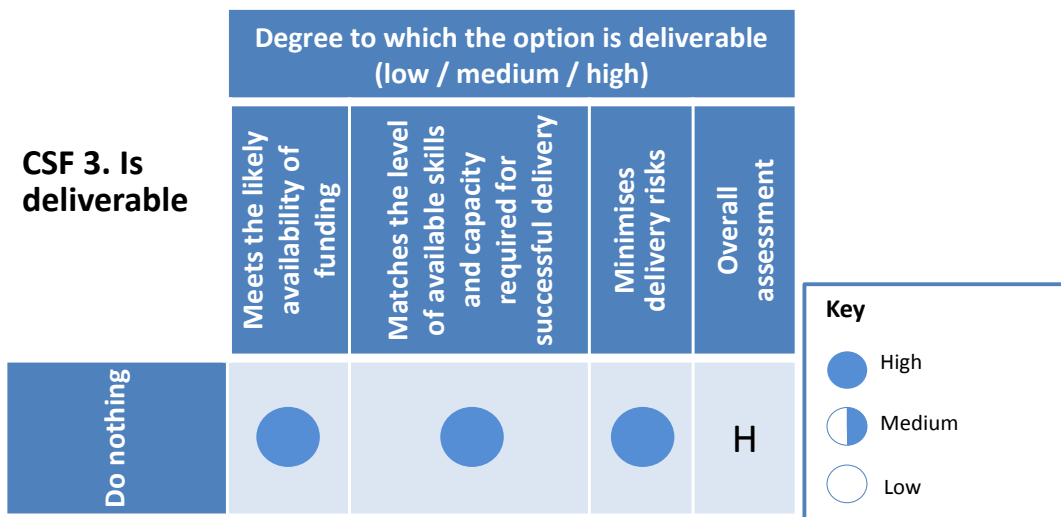 Degree to which the option is deliverable
(low / medium / high)
CSF 3. Is
deliverable
Meets the likely
availability of
funding
Matches the level
of available skills
and capacity
required for
successful delivery
Minimises
delivery risks
Overall
assessment
Key
High
Medium
Low
Do nothing
H